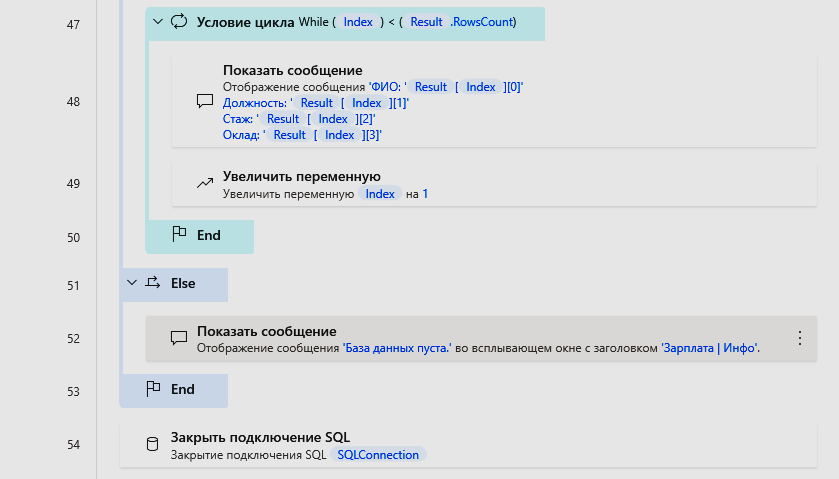 47 Условие цикла While ( Index ) < ( Result .RowsCount)
Показать сообщение
48 Отображение сообщения 'ФИО: ' Result [ Index ][0]'
Должность: ' Result [ Index ][1]'
Стаж: ' Result [ Index ][2]'
Оклад: ' Result [ Index ][3]'
Увеличить переменную
49 Увеличить переменную Index на 1
50 End
51 Else
Показать сообщение
52 Отображение сообщения 'База данных пуста.' во всплывающем окне с заголовком 'Зарплата | Инфо'.
53 End
Закрыть подключение SQL
54 Закрытие подключения SQL SQLConnection